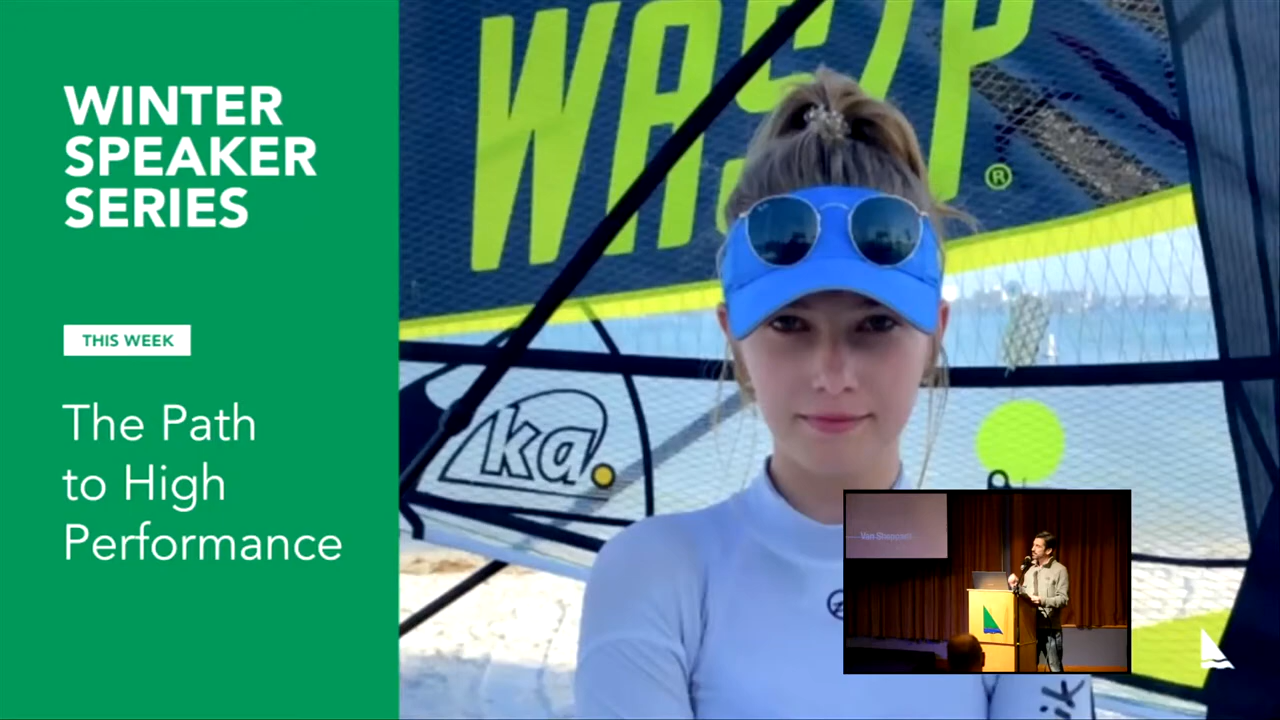 WINTER
SPEAKER
SERIES
THIS WEEK
The Path
to High
Performance
WASZP
®
ka.